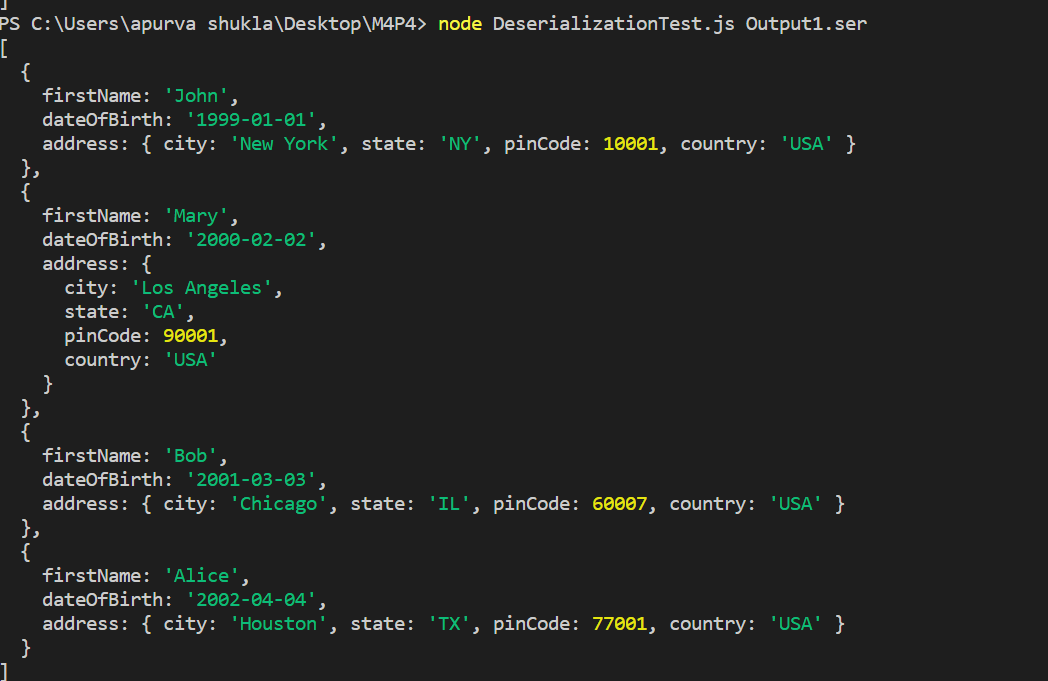 ]
PS C:\Users\apurva shukla\Desktop\M4P4> node DeserializationTest.js Output1.ser
[
  {
    firstName: 'John',
    dateOfBirth: '1999-01-01',
    address: { city: 'New York', state: 'NY', pinCode: 10001, country: 'USA' }
  },
  {
    firstName: 'Mary',
    dateOfBirth: '2000-02-02',
    address: {
      city: 'Los Angeles',
      state: 'CA',
      pinCode: 90001,
      country: 'USA'
    }
  },
  {
    firstName: 'Bob',
    dateOfBirth: '2001-03-03',
    address: { city: 'Chicago', state: 'IL', pinCode: 60007, country: 'USA' }
  },
  {
    firstName: 'Alice',
    dateOfBirth: '2002-04-04',
    address: { city: 'Houston', state: 'TX', pinCode: 77001, country: 'USA' }
  }
]